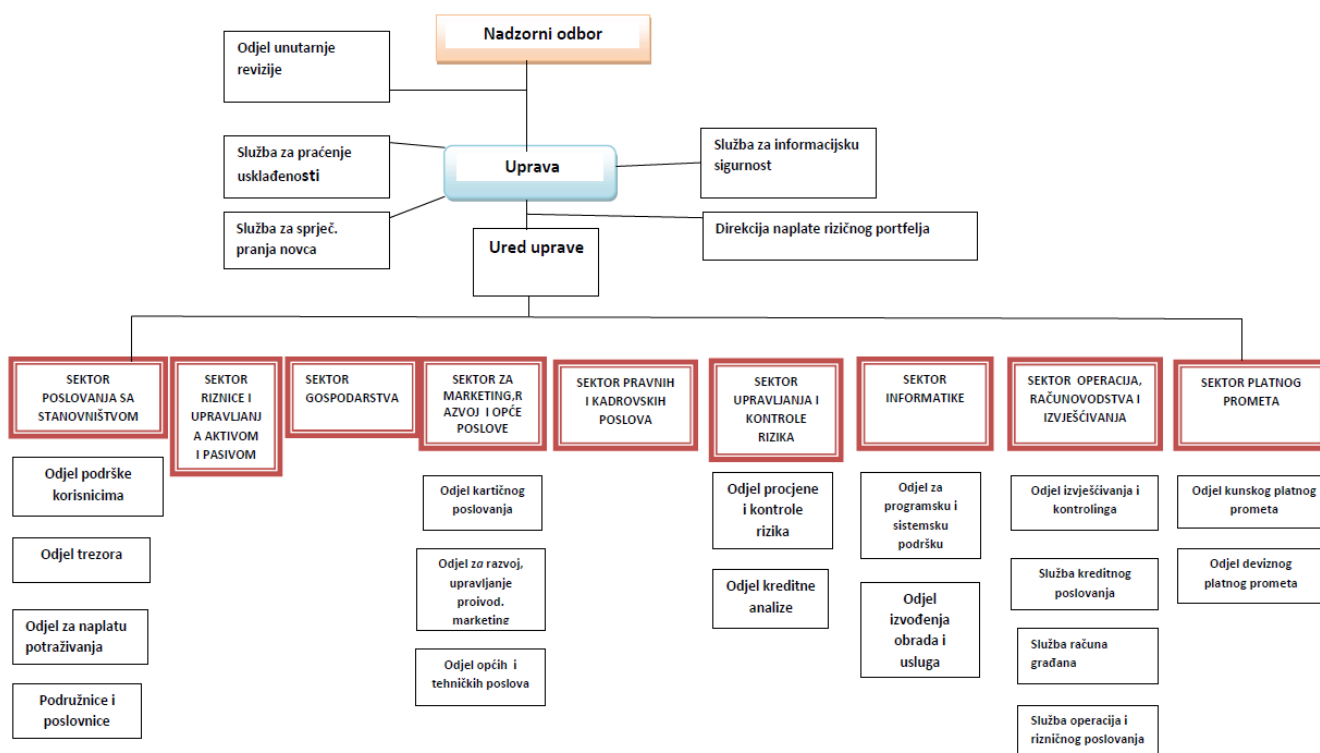 Nadzorni odbor
Odjel unutarnje
revizije
Služba za praćenje
usklađenosti
Uprava
Služba za informacijsku
sigurnost
Služba za sprječ.
pranja novca
Ured uprave
Direkcija naplate rizičnog portfelja
SEKTOR
POSLOVANJA SA
STANOVNIŠTVOM
SEKTOR
RIZNICE I
UPRAVLJANJ
A AKTIVOM
I PASIVOM
SEKTOR
GOSPODARSTVA
SEKTOR ZA
MARKETING,R
AZVOJ I OPĆE
POSLOVE
SEKTOR PRAVNIH
I KADROVSKIH
POSLOVA
SEKTOR
UPRAVLJANJA I
KONTROLE
RIZIKA
SEKTOR
INFORMATIKE
SEKTOR OPERACIJA,
RAČUNOVODSTVA I
IZVJEŠĆIVANJA
SEKTOR PLATNOG
PROMETA
Odjel podrške
korisnicima
Odjel trezora
Odjel za naplatu
potraživanja
Podružnice i
poslovnice
Odjel kartičnog
poslovanja
Odjel za razvoj,
upravljanje
proivod.
marketing
Odjel općih i
tehničkih poslova
Odjel procjene
i kontrole
rizika
Odjel kreditne
analize
Odjel za
programsku i
sistemsku
podršku
Odjel
izvođenja
obrada i
usluga
Odjel izvješćivanja i
kontrolinga
Služba kreditnog
poslovanja
Služba računa
građana
Služba operacija i
rizničnog poslovanja
Odjel kunskog platnog
prometa
Odjel deviznog
platnog prometa